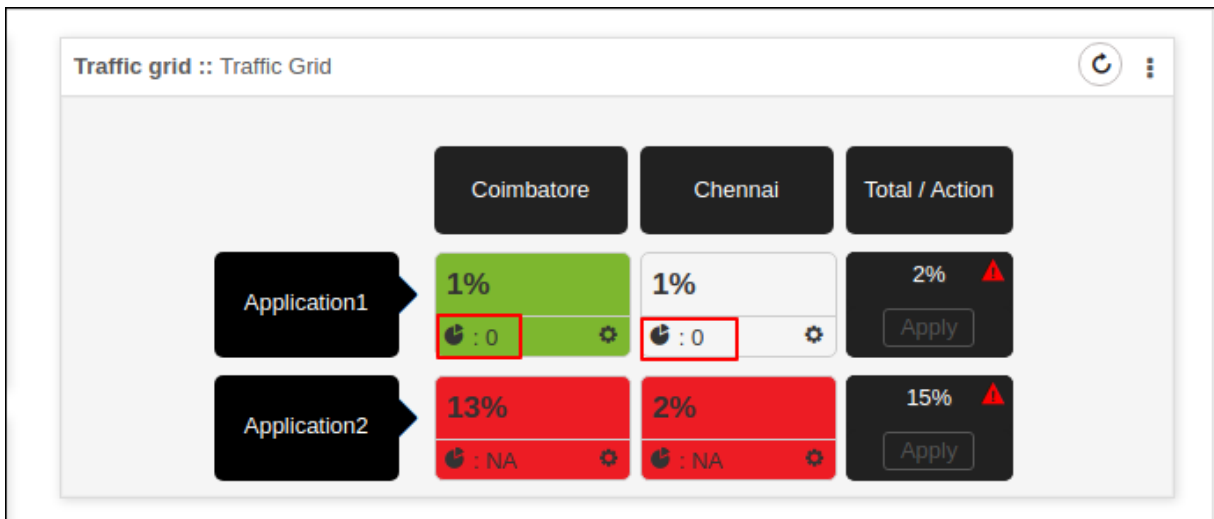 Traffic grid :: Traffic Grid
Coimbatore
Chennai
Total / Action
Application1
1%
: 0
1%
: 0
2%
Apply
Application2
13%
: NA
2%
: NA
15%
Apply